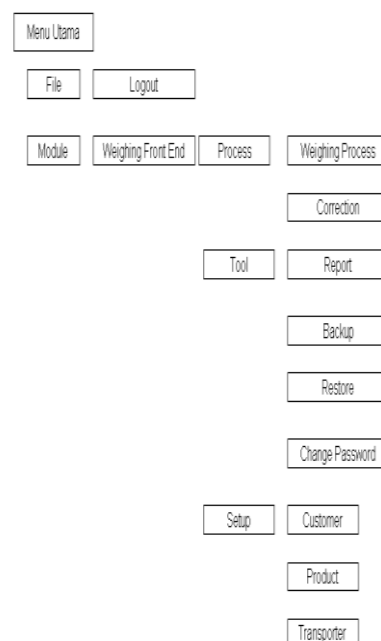 Menu Utama
File Logout
Module Weighing Front End Process Weighing Process
Correction
Tool Report
Backup
Restore
Change Password
Setup Customer
Product
Transporter